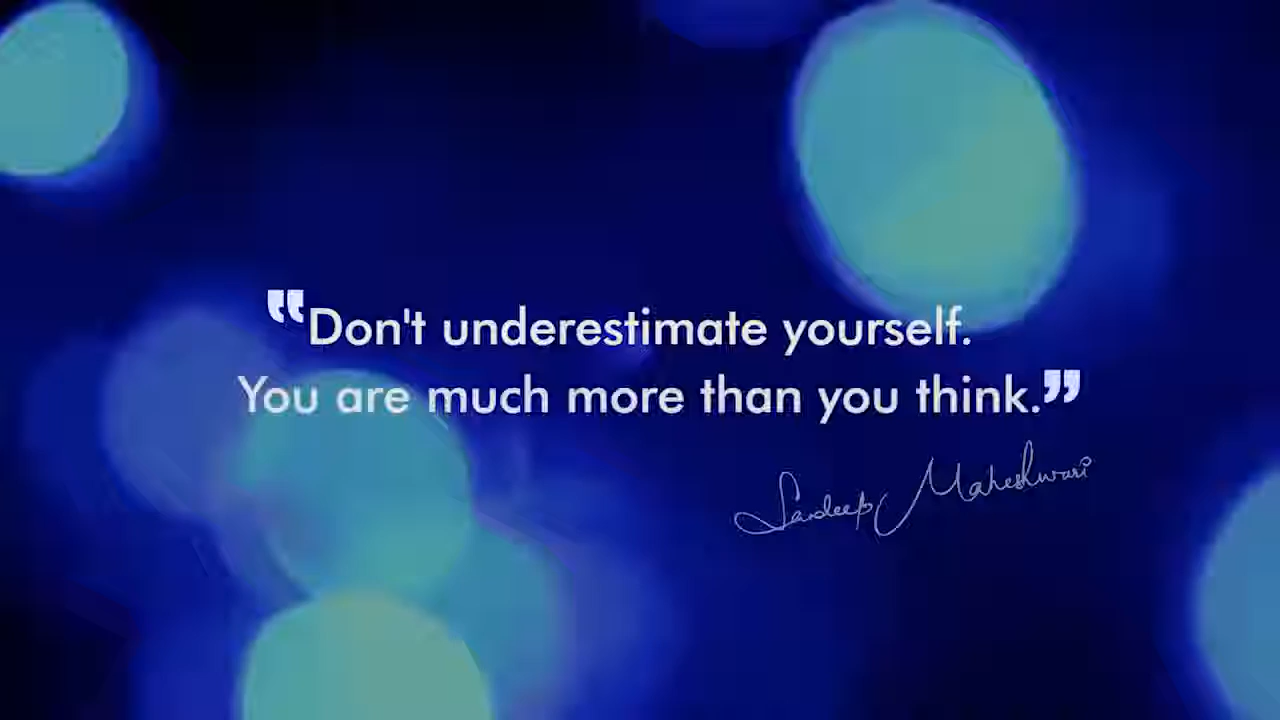 “Don't underestimate yourself.
You are much more than you think.”
Sandeep Maheshwari